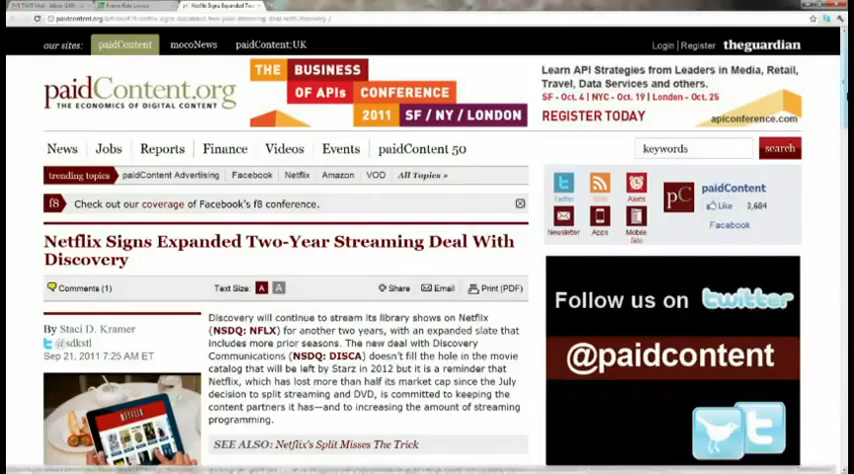 Netflix Signs Expanded Two
paidcontent.org
our sites: paidContent mocoNews paidContent:UK
Login | Register theguardian
paidContent.org
THE ECONOMICS OF DIGITAL CONTENT
THE BUSINESS
OF APIs CONFERENCE
2011 SF / NY / LONDON
Learn API Strategies from Leaders in Media, Retail,
Travel, Data Services and others.
SF - Oct. 4 | NYC - Oct. 19 | London - Oct. 25
REGISTER TODAY apiconference.com
News Jobs Reports Finance Videos Events paidContent 50
keywords search
trending topics paidContent Advertising Facebook Netflix Amazon VOD All Topics »
f8 Check out our coverage of Facebook's f8 conference.
Twitter RSS Alerts
Newsletter Apps Mobile
Site
pC paidContent
Like 3,684
Facebook
Netflix Signs Expanded Two-Year Streaming Deal With
Discovery
Comments (1) Text Size: A A Share Email Print (PDF)
By Staci D. Kramer
@sdkstl
Sep 21, 2011 7:25 AM ET
Discovery will continue to stream its library shows on Netflix
(NSDQ: NFLX) for another two years, with an expanded slate that
includes more prior seasons. The new deal with Discovery
Communications (NSDQ: DISCA) doesn't fill the hole in the movie
catalog that will be left by Starz in 2012 but it is a reminder that
Netflix, which has lost more than half its market cap since the July
decision to split streaming and DVD, is committed to keeping the
content partners it has—and to increasing the amount of streaming
programming.
SEE ALSO: Netflix's Split Misses The Trick
NETFLIX
Follow us on twitter
@paidcontent
t